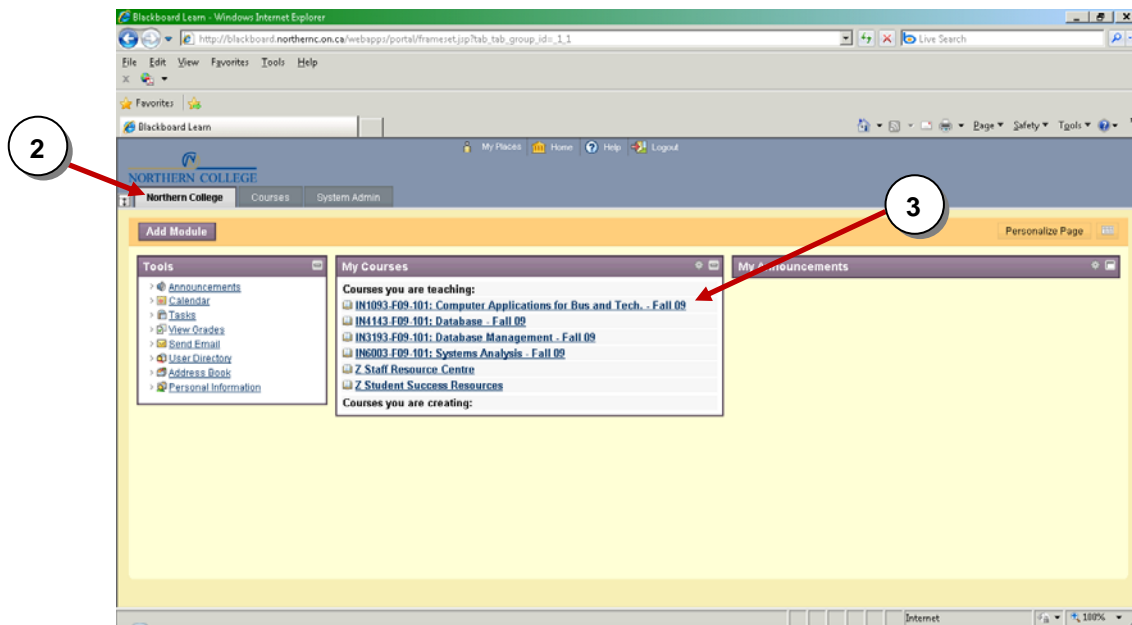 Blackboard Learn - Windows Internet Explorer
http://blackboard.northernc.on.ca/webapps/portal/frameset.jsp?tab_tab_group_id=_1_1
Live Search
File Edit View Favorites Tools Help
x
Favorites
Blackboard Learn
Page Safety Tools
2
My Places Home Help Logout
NORTHERN COLLEGE
Northern College Courses System Admin
3
Add Module
Personalize Page
Tools
My Courses
My Announcements
Announcements
Calendar
Tasks
View Grades
Send Email
User Directory
Address Book
Personal Information
Courses you are teaching:
IN1093-F09-101: Computer Applications for Bus and Tech. - Fall 09
IN4143-F09-101: Database - Fall 09
IN3193-F09-101: Database Management - Fall 09
IN6003-F09-101: Systems Analysis - Fall 09
Z Staff Resource Centre
Z Student Success Resources
Courses you are creating:
Internet
100%